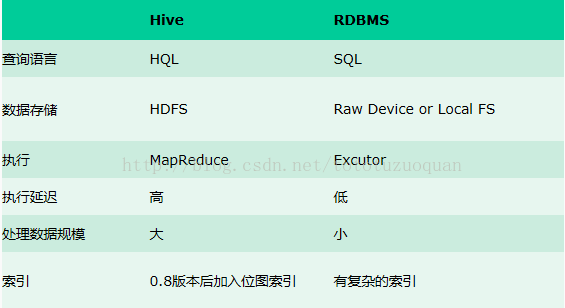 Hive RDBMS
查询语言 HQL SQL
数据存储 HDFS Raw Device or Local FS
执行 MapReduce Excutor
http://blog.csdn.net/tototuzuoquan
执行延迟 高 低
处理数据规模 大 小
索引 0.8版本后加入位图索引 有复杂的索引